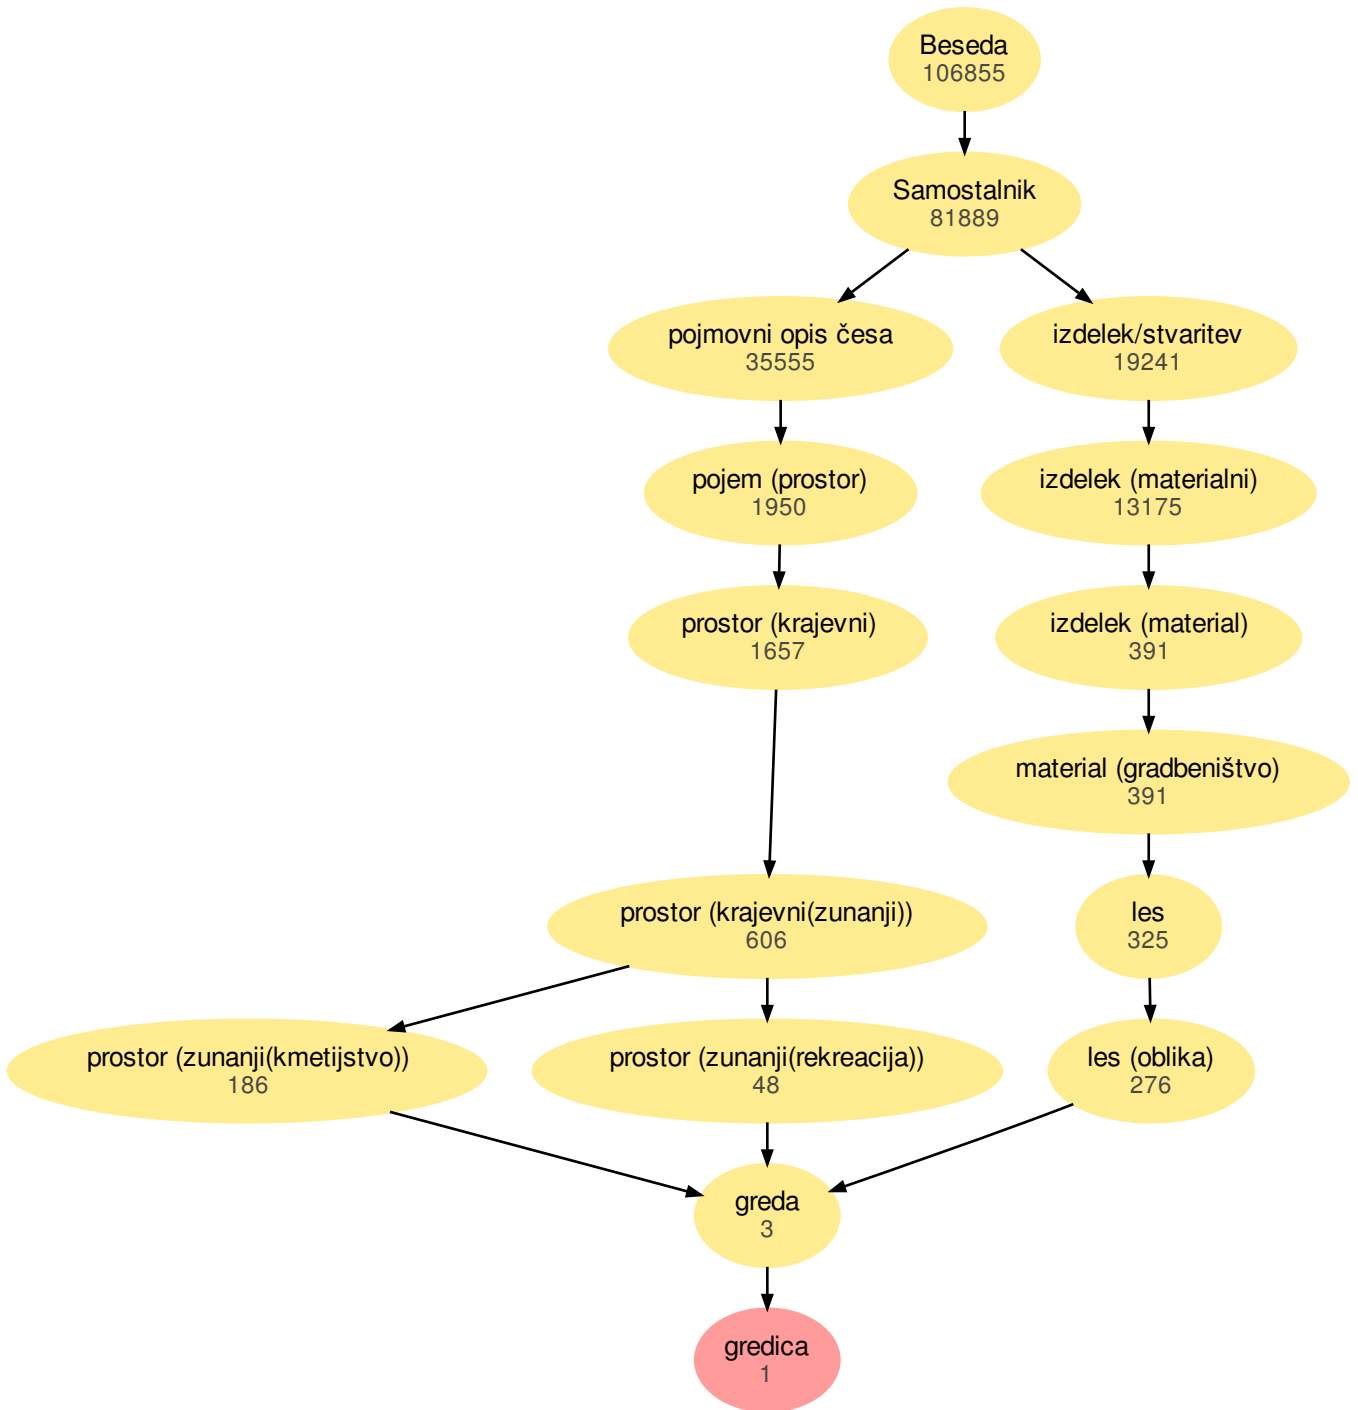 Beseda
106855
Samostalnik
81889
pojmovni opis česa
35555
izdelek/stvaritev
19241
pojem (prostor)
1950
izdelek (materialni)
13175
prostor (krajevni)
1657
izdelek (material)
391
material (gradbeništvo)
391
prostor (krajevni(zunanji))
606
les
325
prostor (zunanji(kmetijstvo))
186
prostor (zunanji(rekreacija))
48
les (oblika)
276
greda
3
gredica
1